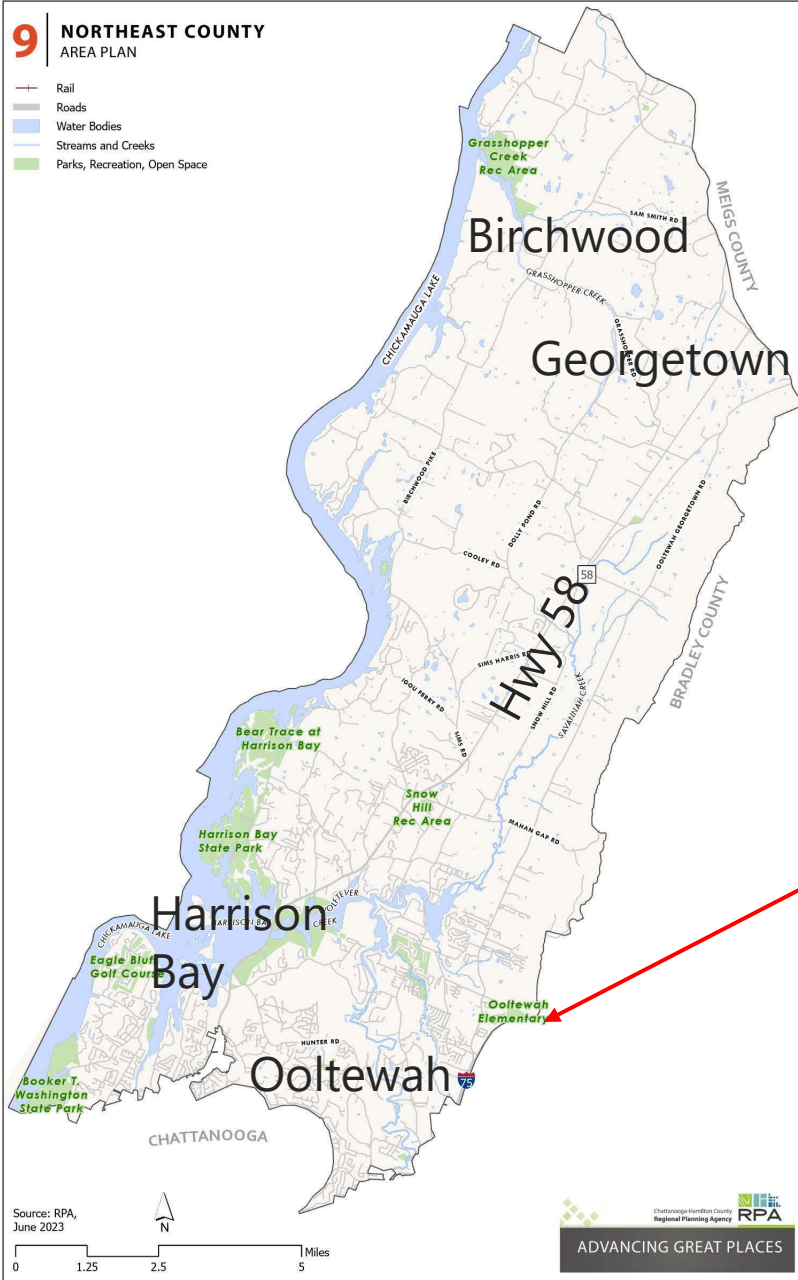 9
NORTHEAST COUNTY
AREA PLAN
Rail
Roads
Water Bodies
Streams and Creeks
Parks, Recreation, Open Space
Grasshopper
Creek
Rec Area
MEIGS COUNTY
SAM SMITH RD
Birchwood
GRASSHOPPER CREEK
CHICKAMAUGA LAKE
GRASSHOPPER RD
Georgetown
BIRCHWOOD PIKE
DOLLY POND RD
OOLTEWAH GEORGETOWN RD
COOLEY RD
58
Hwy 58
BRADLEY COUNTY
SIMS HARRIS RD
IGOU FERRY RD
SNOW HILL RD
SAVANNAH CREEK
SIMS RD
Bear Trace at
Harrison Bay
Snow
Hill
Rec Area
MAHAN GAP RD
Harrison Bay
State Park
WOLFTEVER
CREEK
Harrison
Bay
HARRISON BAY
CHICKAMAUGA LAKE
Eagle Bluff
Golf Course
Ooltewah
Elementary
HUNTER RD
Ooltewah
75
Booker T.
Washington
State Park
CHATTANOOGA
Source: RPA,
June 2023
N
Miles
0 1.25 2.5 5
Chattanooga-Hamilton County
Regional Planning Agency
RPA
ADVANCING GREAT PLACES